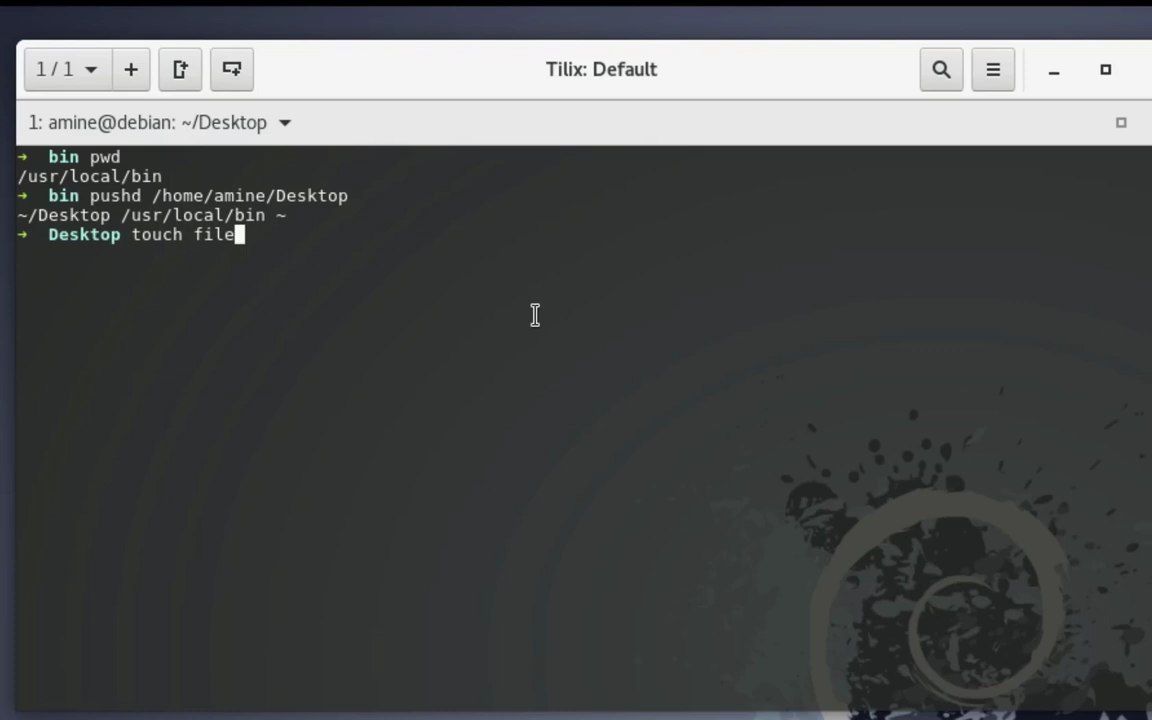 1 / 1
Tilix: Default
1: amine@debian: ~/Desktop
➜ bin pwd
/usr/local/bin
➜ bin pushd /home/amine/Desktop
~/Desktop /usr/local/bin ~
➜ Desktop touch file